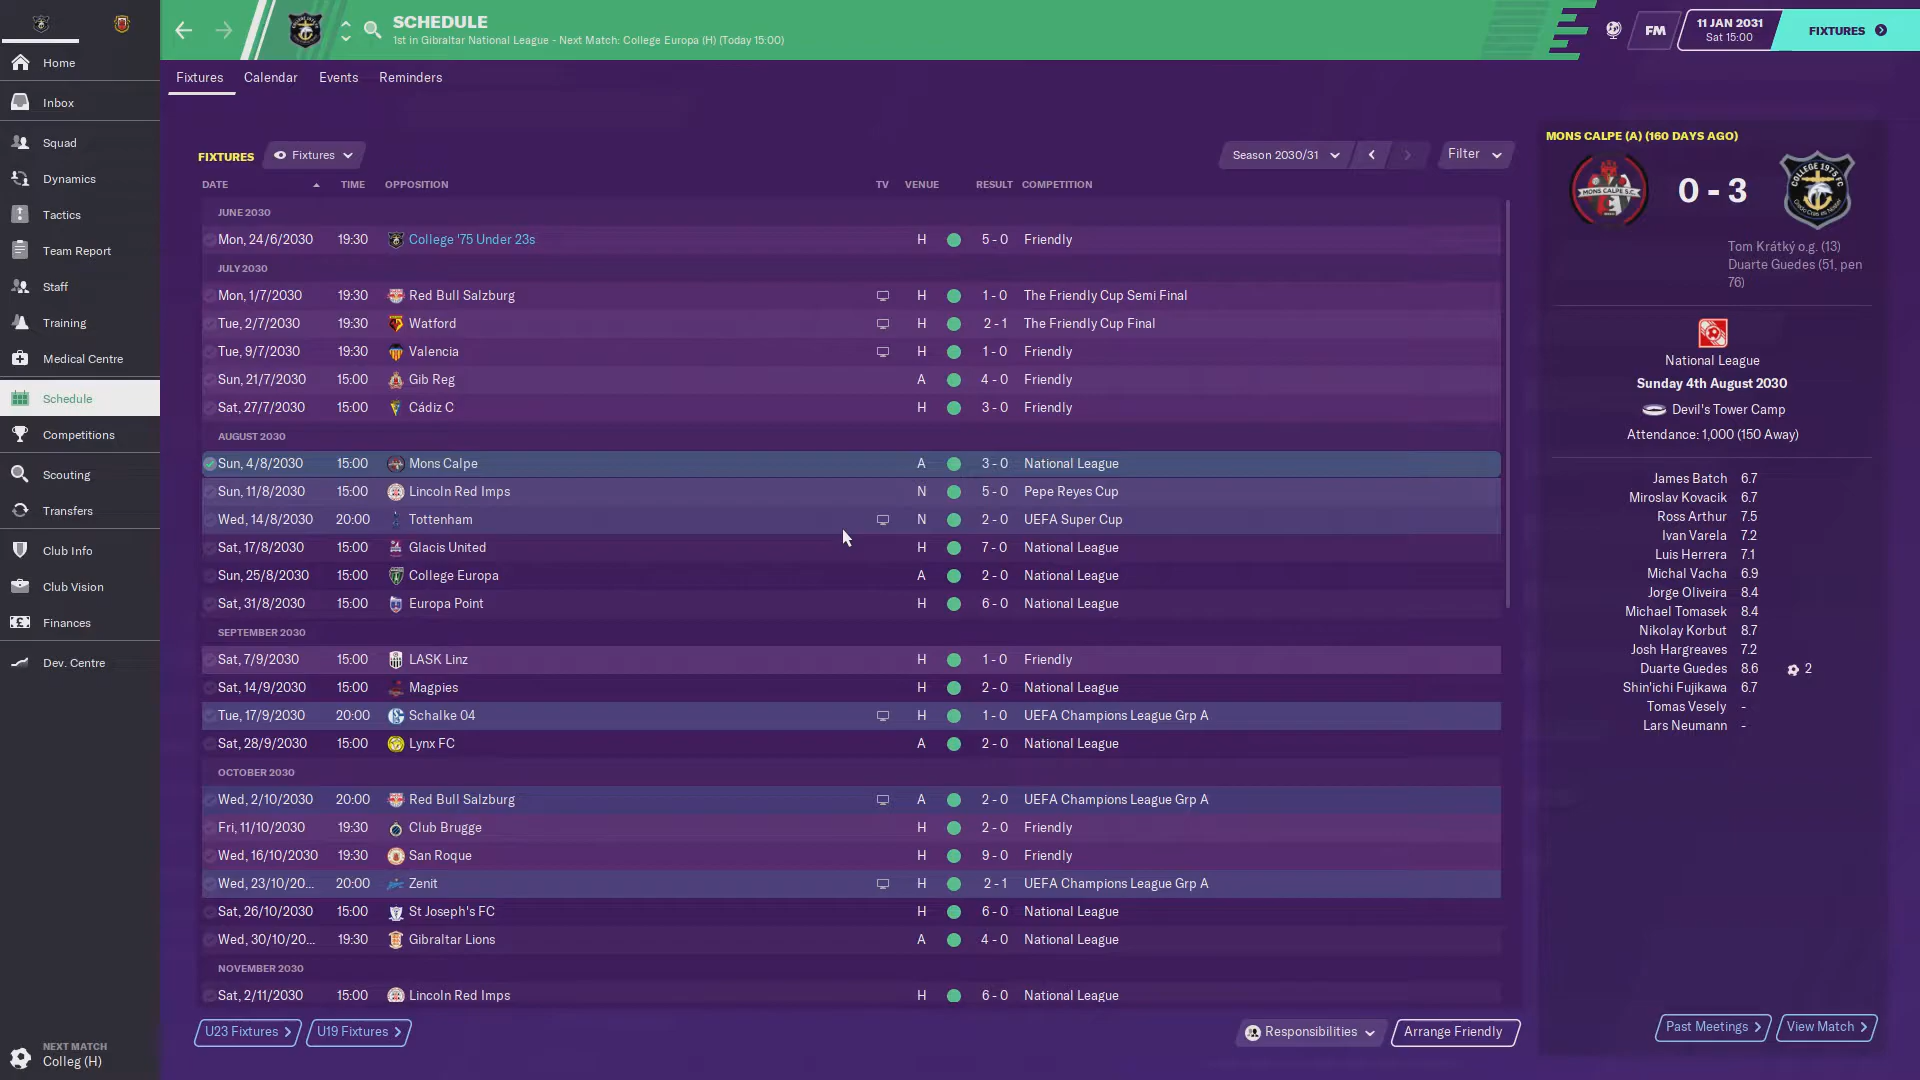 SCHEDULE
1st in Gibraltar National League - Next Match: College Europa (H) (Today 15:00)
FM
11 JAN 2031
Sat 15:00
FIXTURES
Home
Inbox
Squad
Dynamics
Tactics
Team Report
Staff
Training
Medical Centre
Schedule
Competitions
Scouting
Transfers
Club Info
Club Vision
Finances
Dev. Centre
NEXT MATCH
Colleg (H)
Fixtures Calendar Events Reminders
FIXTURES Fixtures Season 2030/31 Filter
DATE TIME OPPOSITION TV VENUE RESULT COMPETITION
JUNE 2030
Mon, 24/6/2030 19:30 College '75 Under 23s H 5 - 0 Friendly
JULY 2030
Mon, 1/7/2030 19:30 Red Bull Salzburg H 1 - 0 The Friendly Cup Semi Final
Tue, 2/7/2030 19:30 Watford H 2 - 1 The Friendly Cup Final
Tue, 9/7/2030 19:30 Valencia H 1 - 0 Friendly
Sun, 21/7/2030 15:00 Gib Reg A 4 - 0 Friendly
Sat, 27/7/2030 15:00 Cádiz C H 3 - 0 Friendly
AUGUST 2030
Sun, 4/8/2030 15:00 Mons Calpe A 3 - 0 National League
Sun, 11/8/2030 15:00 Lincoln Red Imps N 5 - 0 Pepe Reyes Cup
Wed, 14/8/2030 20:00 Tottenham N 2 - 0 UEFA Super Cup
Sat, 17/8/2030 15:00 Glacis United H 7 - 0 National League
Sun, 25/8/2030 15:00 College Europa A 2 - 0 National League
Sat, 31/8/2030 15:00 Europa Point H 6 - 0 National League
SEPTEMBER 2030
Sat, 7/9/2030 15:00 LASK Linz H 1 - 0 Friendly
Sat, 14/9/2030 15:00 Magpies H 2 - 0 National League
Tue, 17/9/2030 20:00 Schalke 04 H 1 - 0 UEFA Champions League Grp A
Sat, 28/9/2030 15:00 Lynx FC A 2 - 0 National League
OCTOBER 2030
Wed, 2/10/2030 20:00 Red Bull Salzburg A 2 - 0 UEFA Champions League Grp A
Fri, 11/10/2030 19:30 Club Brugge H 2 - 0 Friendly
Wed, 16/10/2030 19:30 San Roque H 9 - 0 Friendly
Wed, 23/10/20... 20:00 Zenit H 2 - 1 UEFA Champions League Grp A
Sat, 26/10/2030 15:00 St Joseph's FC H 6 - 0 National League
Wed, 30/10/20... 19:30 Gibraltar Lions A 4 - 0 National League
NOVEMBER 2030
Sat, 2/11/2030 15:00 Lincoln Red Imps H 6 - 0 National League
U23 Fixtures U19 Fixtures Responsibilities Arrange Friendly
MONS CALPE (A) (160 DAYS AGO)
MONS CALPE S.C.
0 - 3
COLLEGE 1975 FC
Tom Krátký o.g. (13)
Duarte Guedes (51, pen
76)
National League
Sunday 4th August 2030
Devil's Tower Camp
Attendance: 1,000 (150 Away)
James Batch 6.7
Miroslav Kovacik 6.7
Ross Arthur 7.5
Ivan Varela 7.2
Luis Herrera 7.1
Michal Vacha 6.9
Jorge Oliveira 8.4
Michael Tomasek 8.4
Nikolay Korbut 8.7
Josh Hargreaves 7.2
Duarte Guedes 8.6 2
Shin'ichi Fujikawa 6.7
Tomas Vesely -
Lars Neumann -
Past Meetings View Match